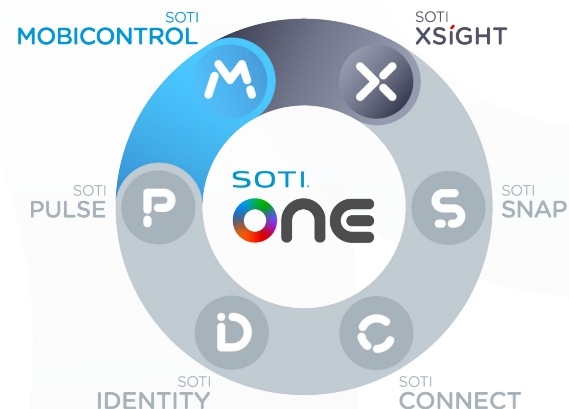 SOTI
MOBICONTROL
SOTI
XSIGHT
M
X
SOTI
PULSE
P
SOTI.
ONE
S
SOTI
SNAP
D
C
SOTI
IDENTITY
SOTI
CONNECT